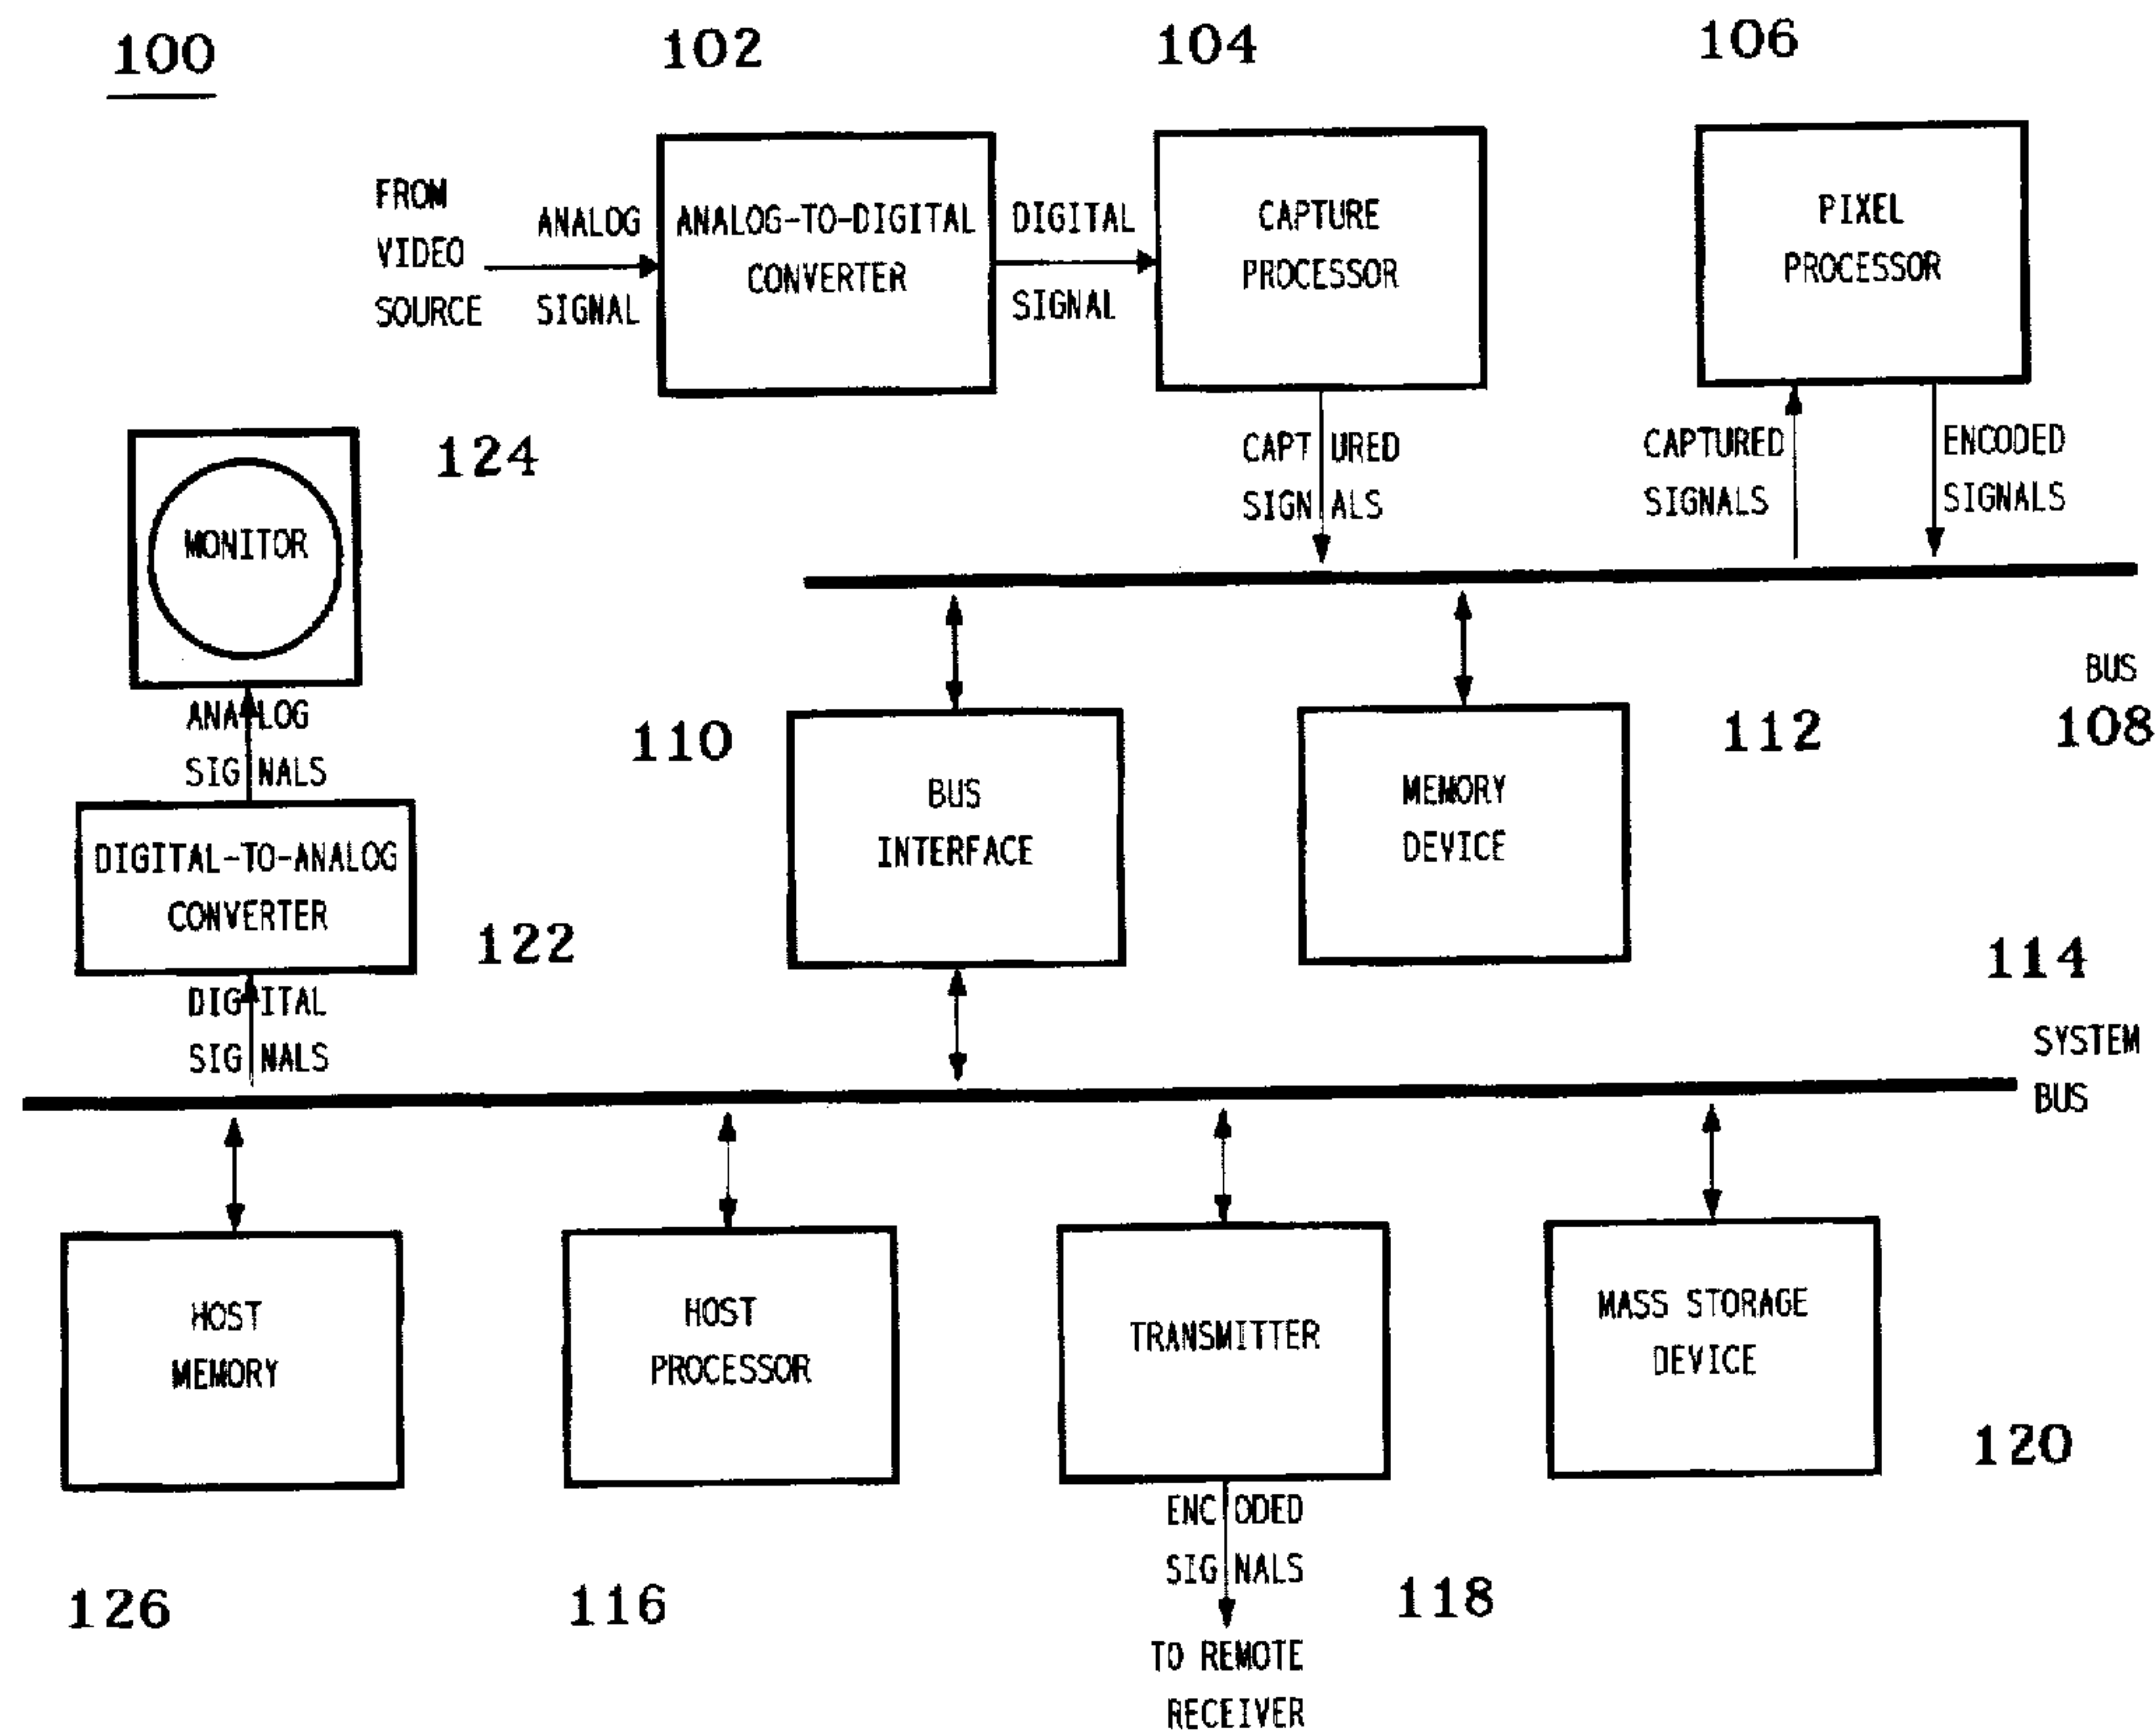 100
102
104
106
FROM
VIDEO
SOURCE
ANALOG
SIGNAL
ANALOG-TO-DIGITAL
CONVERTER
DIGITAL
SIGNAL
CAPTURE
PROCESSOR
PIXEL
PROCESSOR
CAPTURED
SIGNALS
CAPTURED
SIGNALS
ENCODED
SIGNALS
124
MONITOR
ANALOG
SIGNALS
110
BUS
INTERFACE
MEMORY
DEVICE
112
BUS
108
DIGITAL-TO-ANALOG
CONVERTER
122
DIGITAL
SIGNALS
114
SYSTEM
BUS
HOST
MEMORY
HOST
PROCESSOR
TRANSMITTER
MASS STORAGE
DEVICE
120
126
116
ENCODED
SIGNALS
118
TO REMOTE
RECEIVER